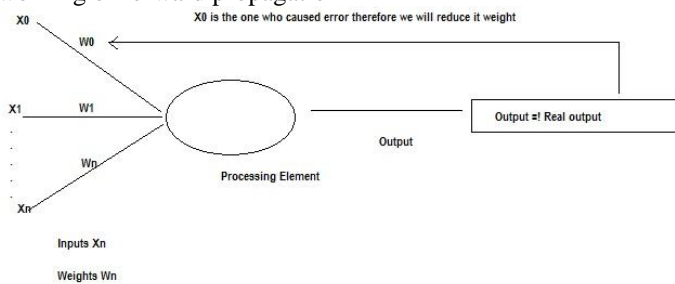 X0 is the one who caused error therefore we will reduce it weight
X0
W0
X1
W1
Output =! Real output
Output
Wn
Processing Element
Xn
Inputs Xn
Weights Wn